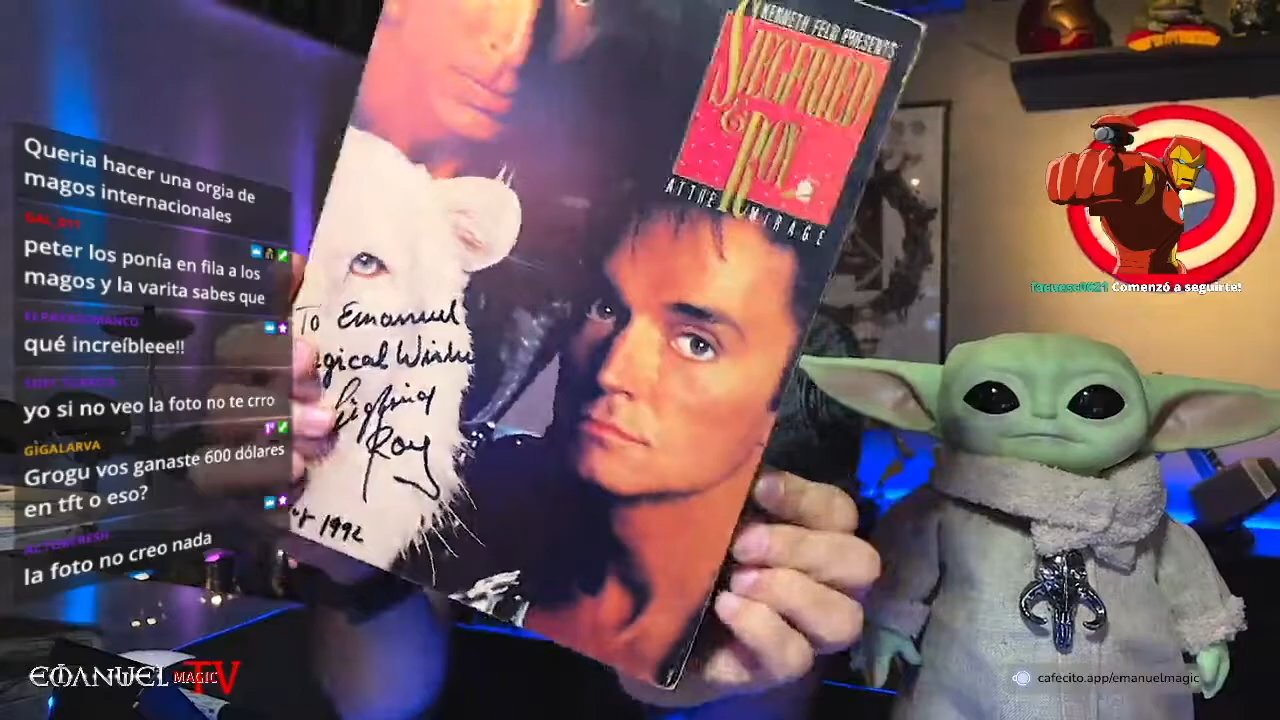 Queria hacer una orgia de
magos internacionales
GAL_911
peter los ponía en fila a los
magos y la varita sabes que
qué increíbleee!!
yo si no veo la foto no te crro
GIGALARVA
Grogu vos ganaste 600 dólares
en tft o eso?
la foto no creo nada
EMANUEL MAGIC TV
KENNETH FELD PRESENTS
SIEGFRIED
& ROY
AT THE MIRAGE
To Emanuel
Siegfried
Roy
1992
Comenzó a seguirte!
cafecito.app/emanuelmagic